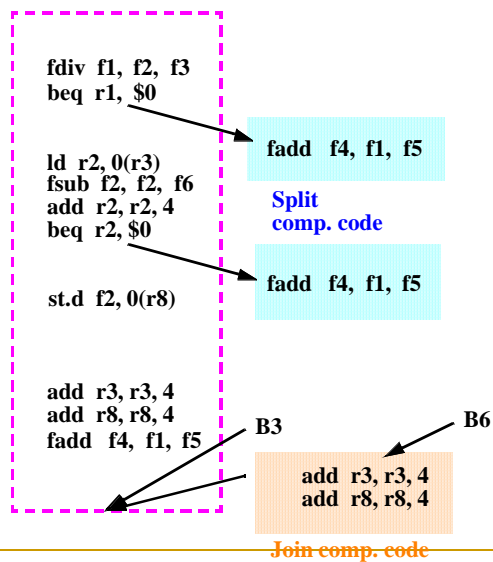 fdiv f1, f2, f3
beq r1, $0
fadd f4, f1, f5
ld r2, 0(r3)
fsub f2, f2, f6
add r2, r2, 4
beq r2, $0
Split
comp. code
fadd f4, f1, f5
st.d f2, 0(r8)
add r3, r3, 4
add r8, r8, 4
fadd f4, f1, f5
B3
B6
add r3, r3, 4
add r8, r8, 4
Join comp. code